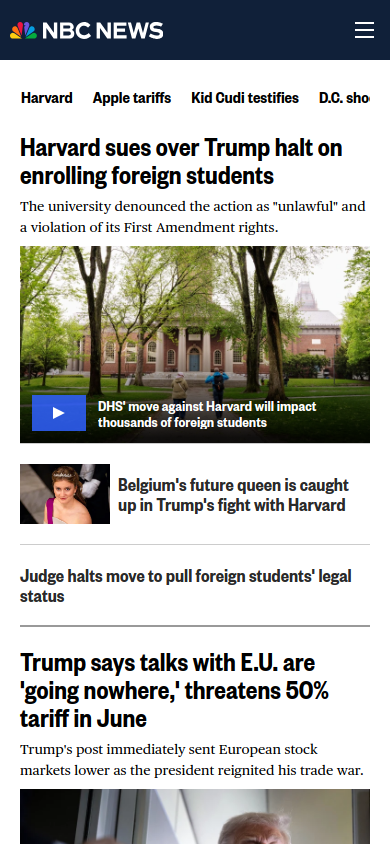 NBC NEWS
Harvard Apple tariffs Kid Cudi testifies D.C.
Harvard sues over Trump halt on
enrolling foreign students
The university denounced the action as "unlawful" and
a violation of its First Amendment rights.
DHS' move against Harvard will impact
thousands of foreign students
Belgium's future queen is caught
up in Trump's fight with Harvard
Judge halts move to pull foreign students' legal
status
Trump says talks with E.U. are
'going nowhere,' threatens 50%
tariff in June
Trump's post immediately sent European stock
markets lower as the president reignited his trade war.